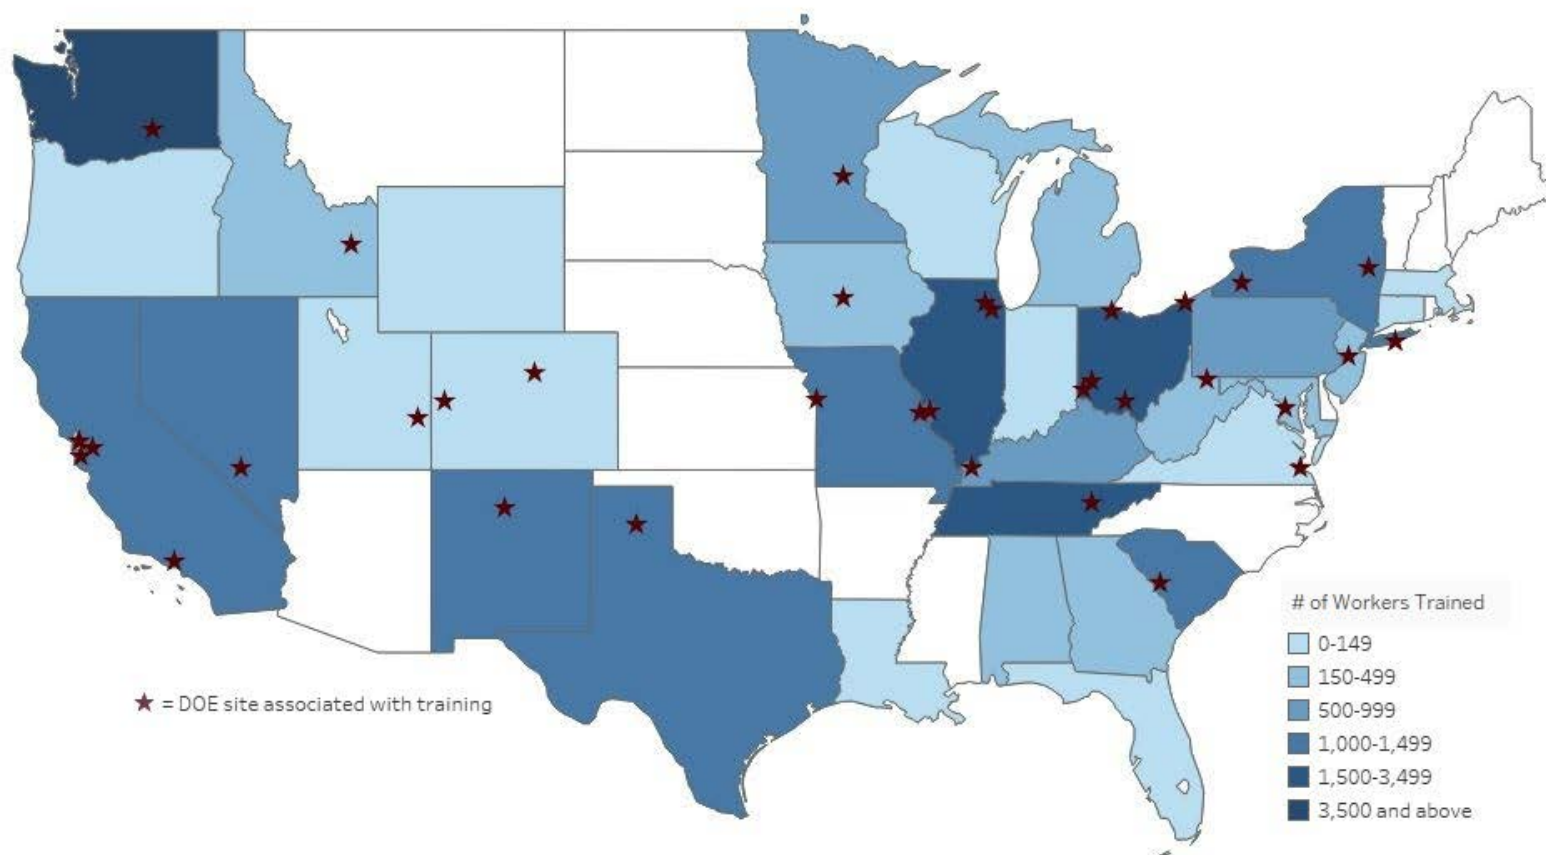 # of Workers Trained
0-149
150-499
500-999
1,000-1,499
1,500-3,499
3,500 and above
★ = DOE site associated with training